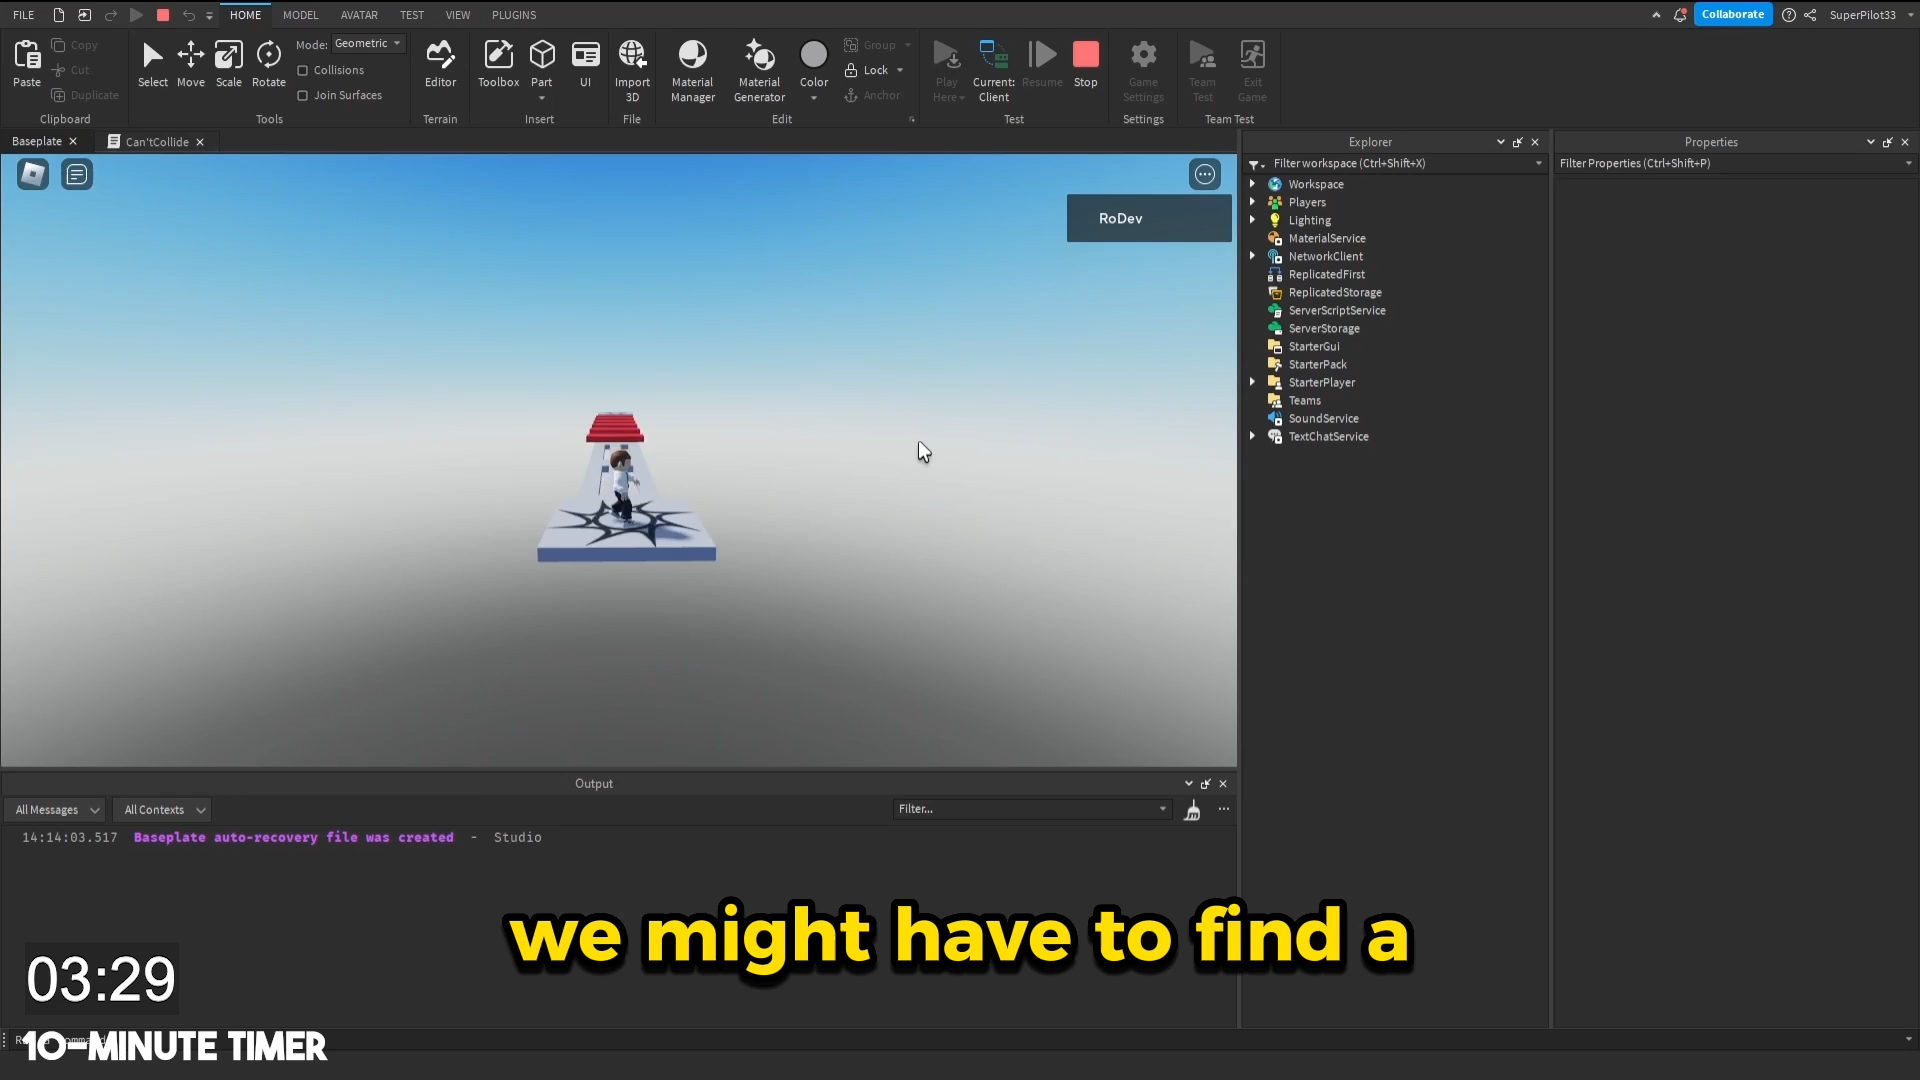 FILE
HOME
MODEL
AVATAR
TEST
VIEW
PLUGINS
Collaborate
SuperPilot33
Paste
Copy
Cut
Duplicate
Clipboard
Select
Move
Scale
Rotate
Mode: Geometric
Collisions
Join Surfaces
Tools
Editor
Terrain
Toolbox
Part
UI
Insert
Import
3D
File
Material
Manager
Material
Generator
Color
Group
Lock
Anchor
Edit
Play
Here
Current:
Client
Resume
Stop
Test
Game
Settings
Settings
Team
Test
Exit
Game
Team Test
Baseplate
Can'tCollide
RoDev
Explorer
Filter workspace (Ctrl+Shift+X)
Workspace
Players
Lighting
MaterialService
NetworkClient
ReplicatedFirst
ReplicatedStorage
ServerScriptService
ServerStorage
StarterGui
StarterPack
StarterPlayer
Teams
SoundService
TextChatService
Properties
Filter Properties (Ctrl+Shift+P)
Output
All Messages
All Contexts
Filter...
14:14:03.517 Baseplate auto-recovery file was created - Studio
we might have to find a
03:29
10-MINUTE TIMER